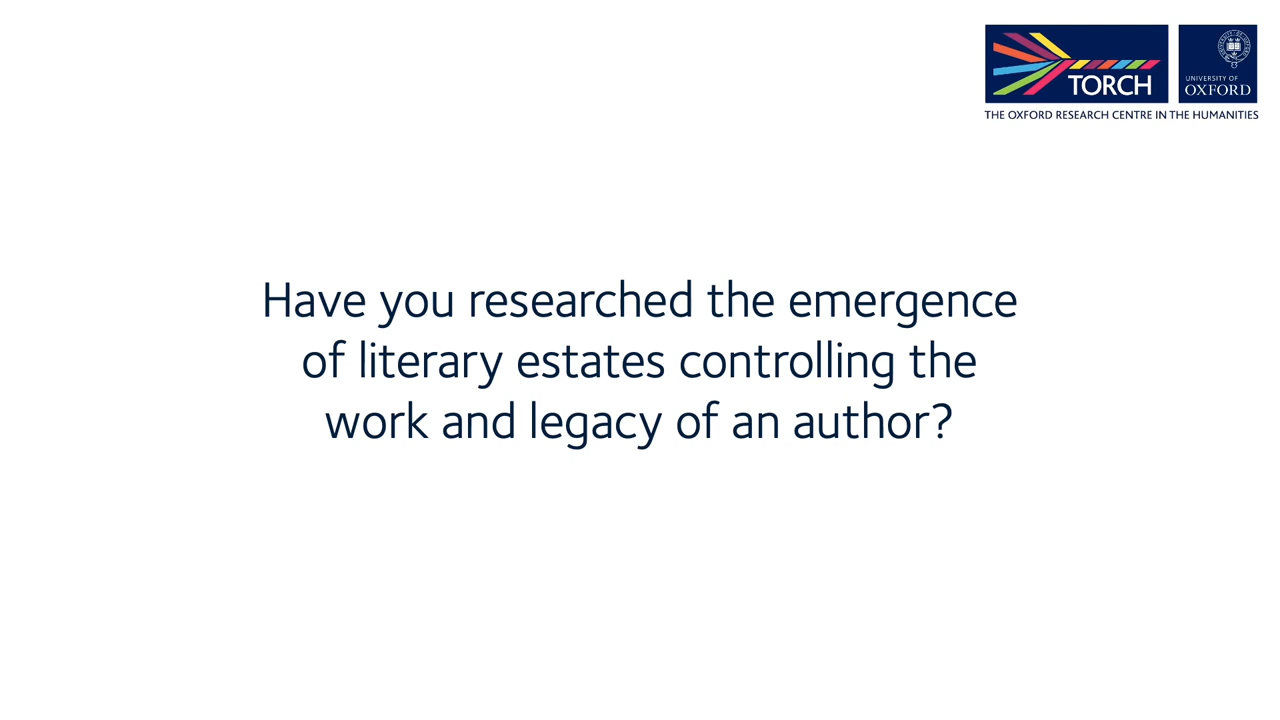 TORCH
UNIVERSITY OF
OXFORD
THE OXFORD RESEARCH CENTRE IN THE HUMANITIES
Have you researched the emergence
of literary estates controlling the
work and legacy of an author?